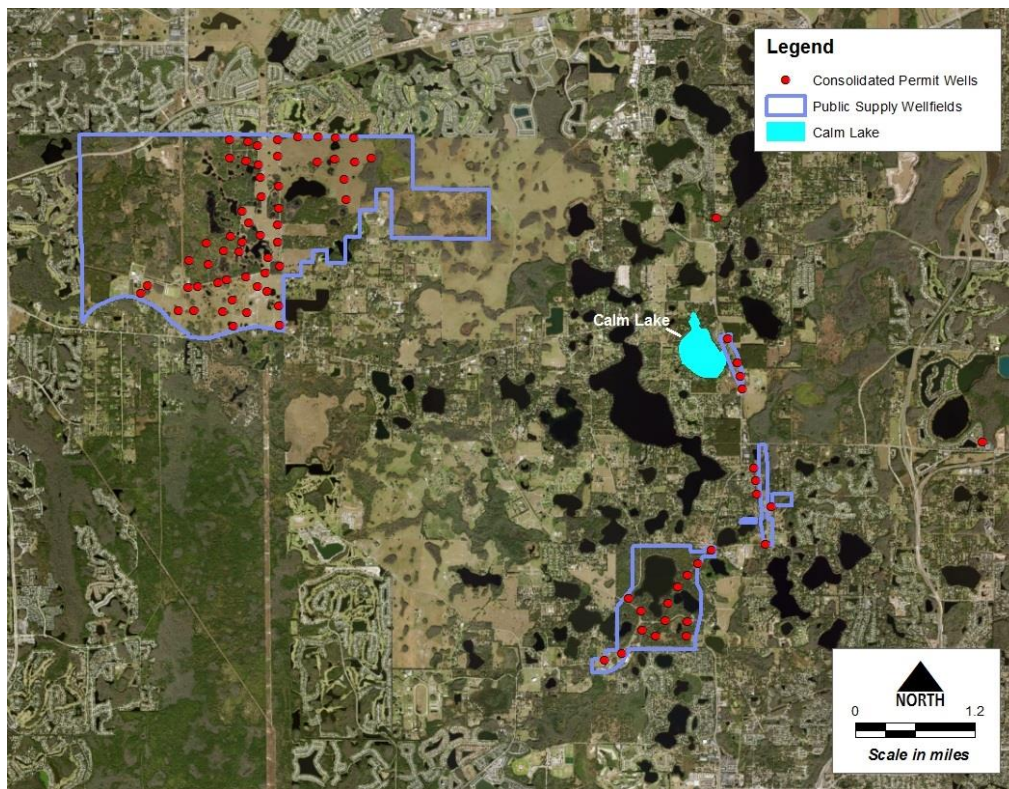 Legend
Consolidated Permit Wells
Public Supply Wellfields
Calm Lake
Calm Lake
NORTH
0 1.2
Scale in miles